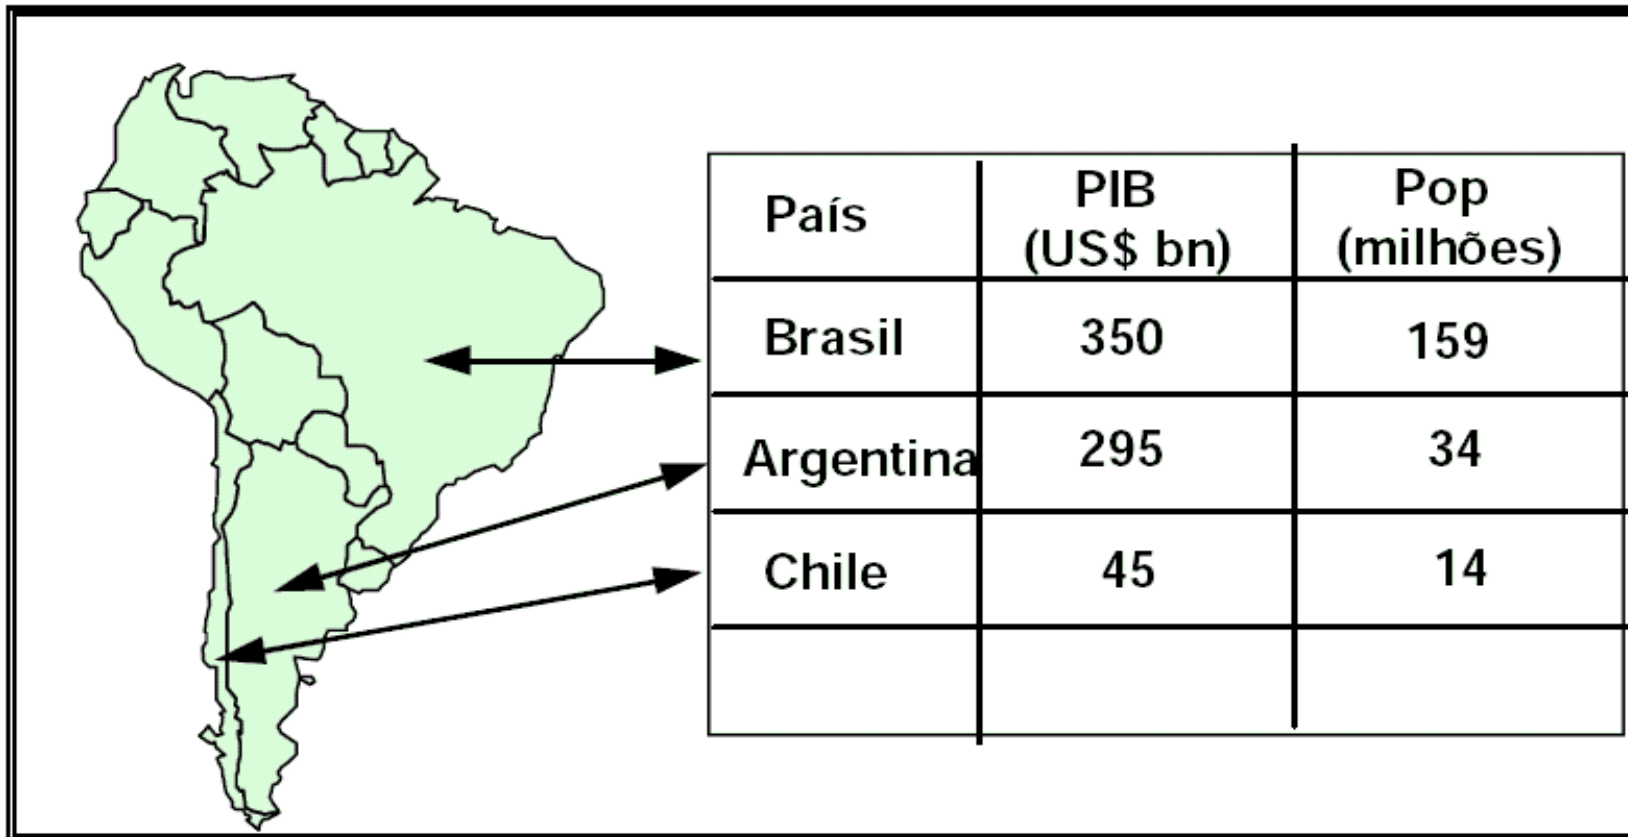 País PIB (US$ bn) Pop (milhões)
Brasil 350 159
Argentina 295 34
Chile 45 14